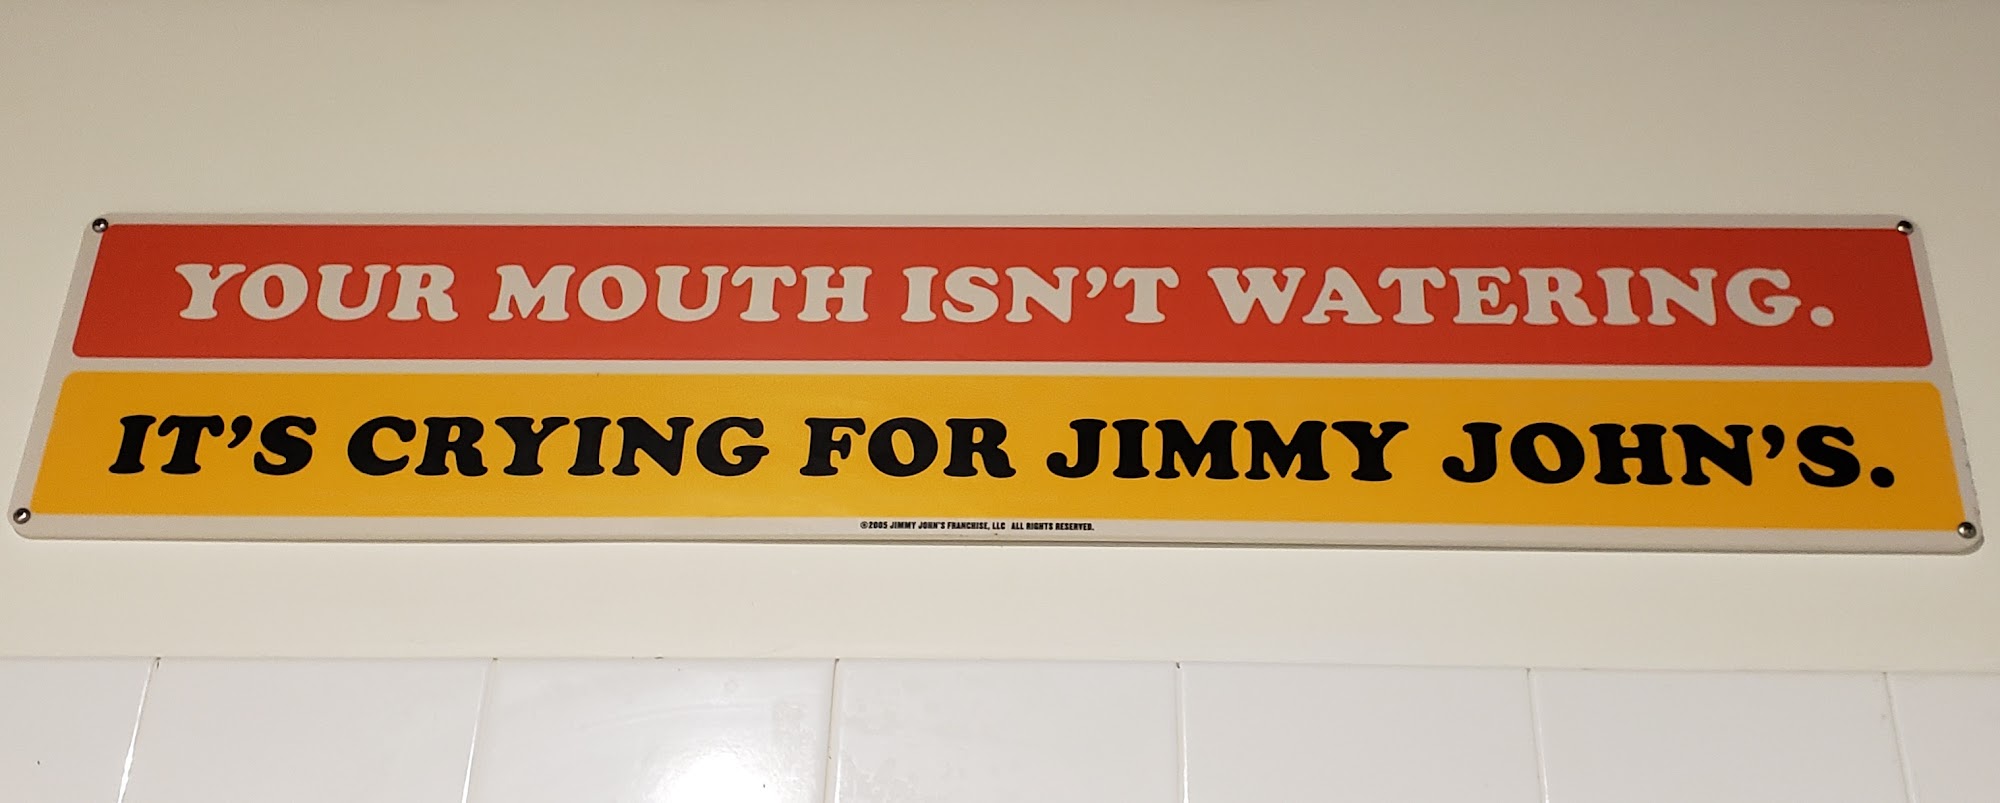 YOUR MOUTH ISN'T WATERING.
IT'S CRYING FOR JIMMY JOHN'S.
©2005 JIMMY JOHN'S FRANCHISE, LLC ALL RIGHTS RESERVED.